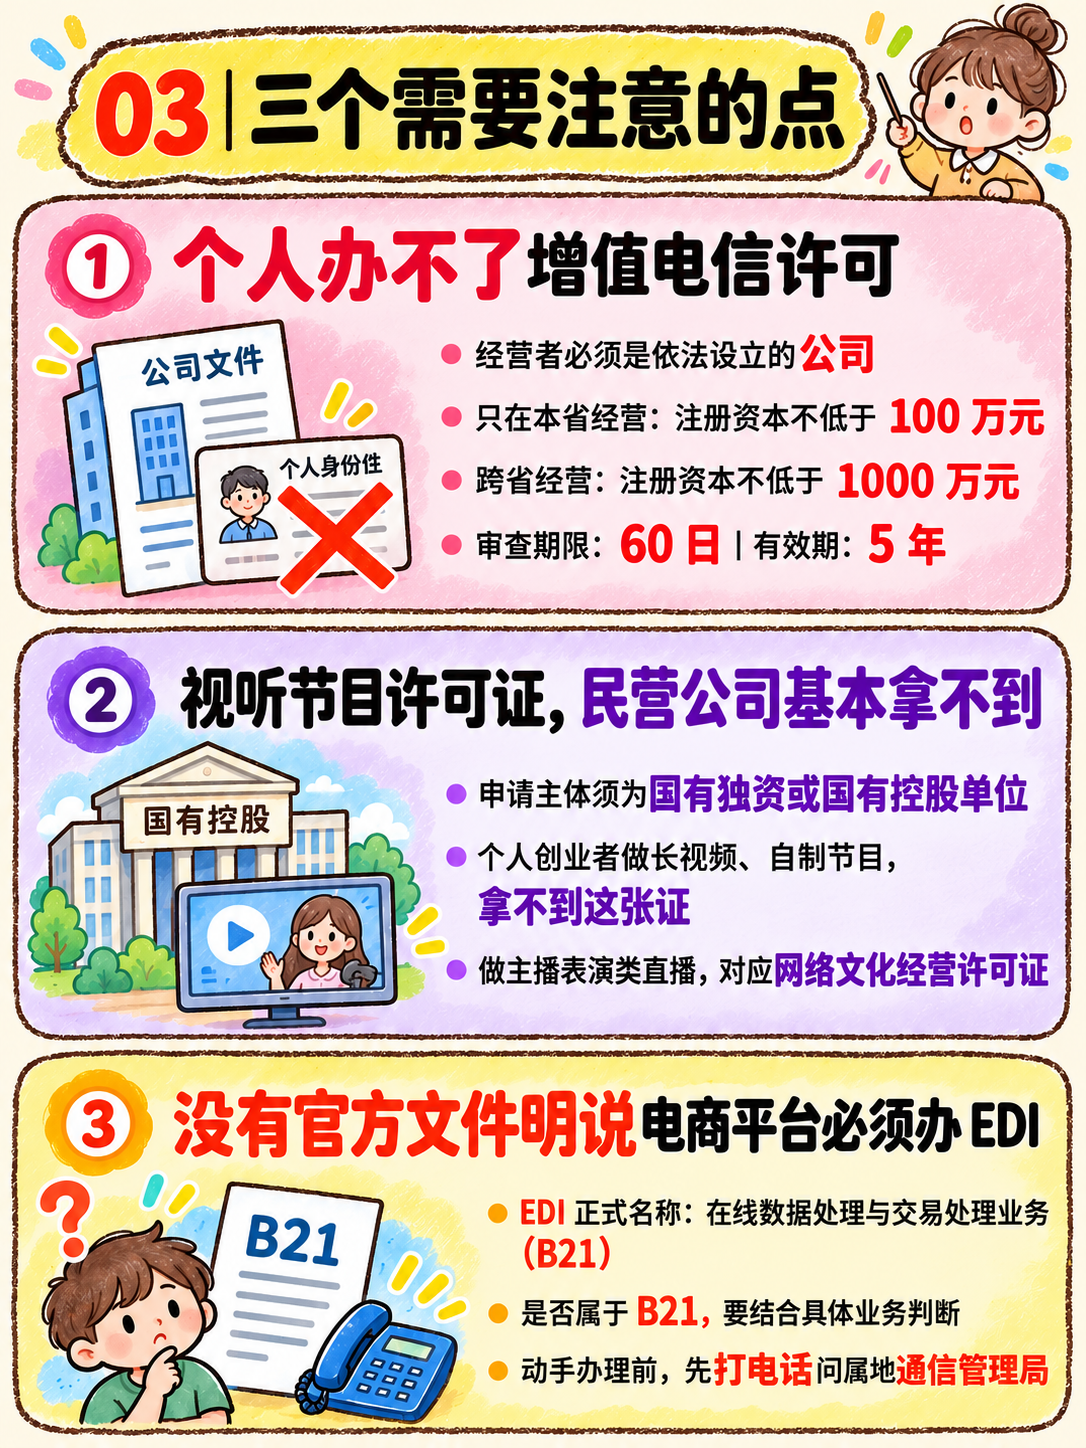 03 | 三个需要注意的点
1 个人办不了增值电信许可
公司文件
个人身份住
经营者必须是依法设立的公司
只在本省经营：注册资本不低于 100 万元
跨省经营：注册资本不低于 1000 万元
审查期限：60 日 | 有效期：5 年
2 视听节目许可证，民营公司基本拿不到
国有控股
申请主体须为国有独资或国有控股单位
个人创业者做长视频、自制节目，
拿不到这张证
做主播表演类直播，对应网络文化经营许可证
3 没有官方文件明说电商平台必须办 EDI
?
B21
EDI 正式名称：在线数据处理与交易处理业务
（B21）
是否属于 B21，要结合具体业务判断
动手办理前，先打电话问属地通信管理局